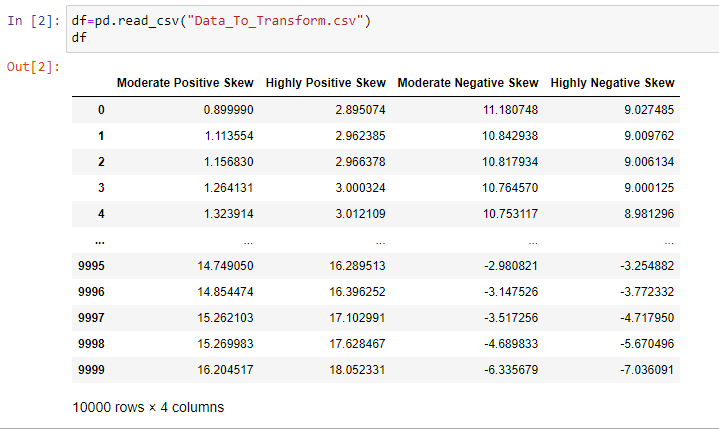 In [2]: df=pd.read_csv("Data_To_Transform.csv")
df
Out[2]:
Moderate Positive Skew Highly Positive Skew Moderate Negative Skew Highly Negative Skew
0 0.899990 2.895074 11.180748 9.027485
1 1.113554 2.962385 10.842938 9.009762
2 1.156830 2.966378 10.817934 9.006134
3 1.264131 3.000324 10.764570 9.000125
4 1.323914 3.012109 10.753117 8.981296
... ... ... ... ...
9995 14.749050 16.289513 -2.980821 -3.254882
9996 14.854474 16.396252 -3.147526 -3.772332
9997 15.262103 17.102991 -3.517256 -4.717950
9998 15.269983 17.628467 -4.689833 -5.670496
9999 16.204517 18.052331 -6.335679 -7.036091
10000 rows × 4 columns